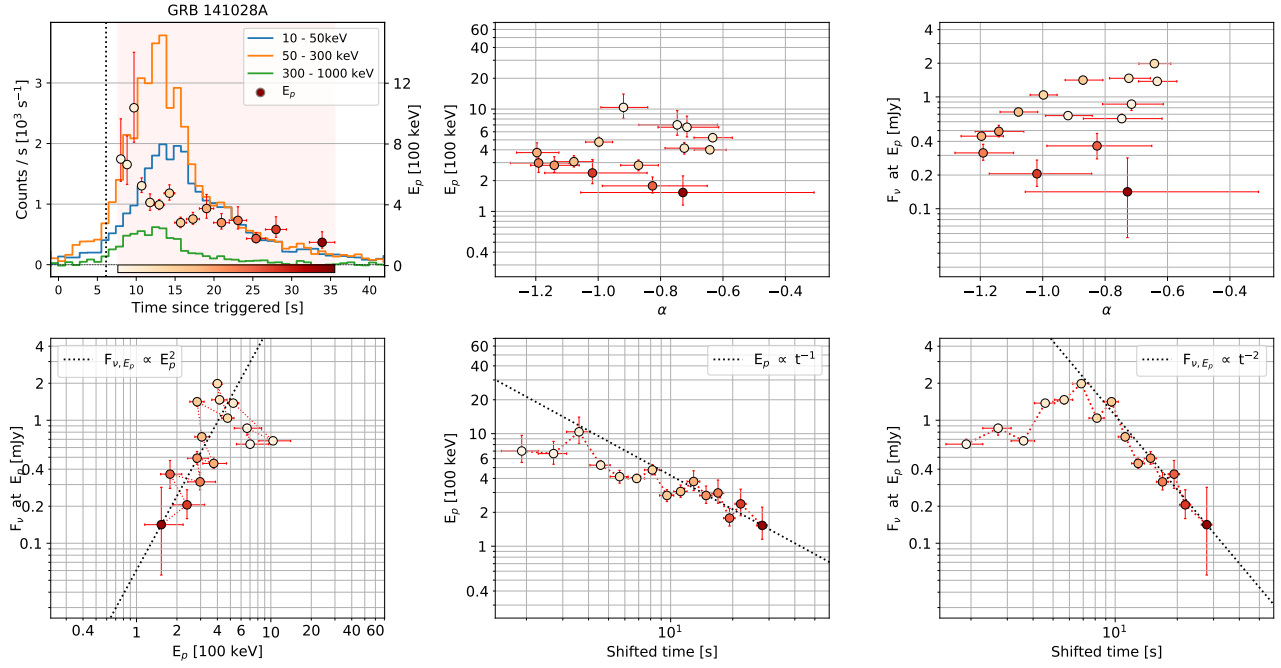 GRB 141028A
10 - 50keV
50 - 300 keV
300 - 1000 keV
E_p
Counts / s [10³ s⁻¹]
3
2
1
0
E_p [100 keV]
12
8
4
0
0 5 10 15 20 25 30 35 40
Time since triggered [s]
E_p [100 keV]
60
40
20
10
6
4
2
1
0.4
−1.2 −1.0 −0.8 −0.6 −0.4
α
F_ν at E_p [mJy]
4
2
1
0.4
0.2
0.1
−1.2 −1.0 −0.8 −0.6 −0.4
α
F_{ν, E_p} ∝ E_p²
F_ν at E_p [mJy]
4
2
1
0.4
0.2
0.1
0.4 1 2 4 6 10 20 40 60
E_p [100 keV]
E_p ∝ t⁻¹
E_p [100 keV]
60
40
20
10
6
4
2
1
0.4
10¹
Shifted time [s]
F_{ν, E_p} ∝ t⁻²
F_ν at E_p [mJy]
4
2
1
0.4
0.2
0.1
10¹
Shifted time [s]